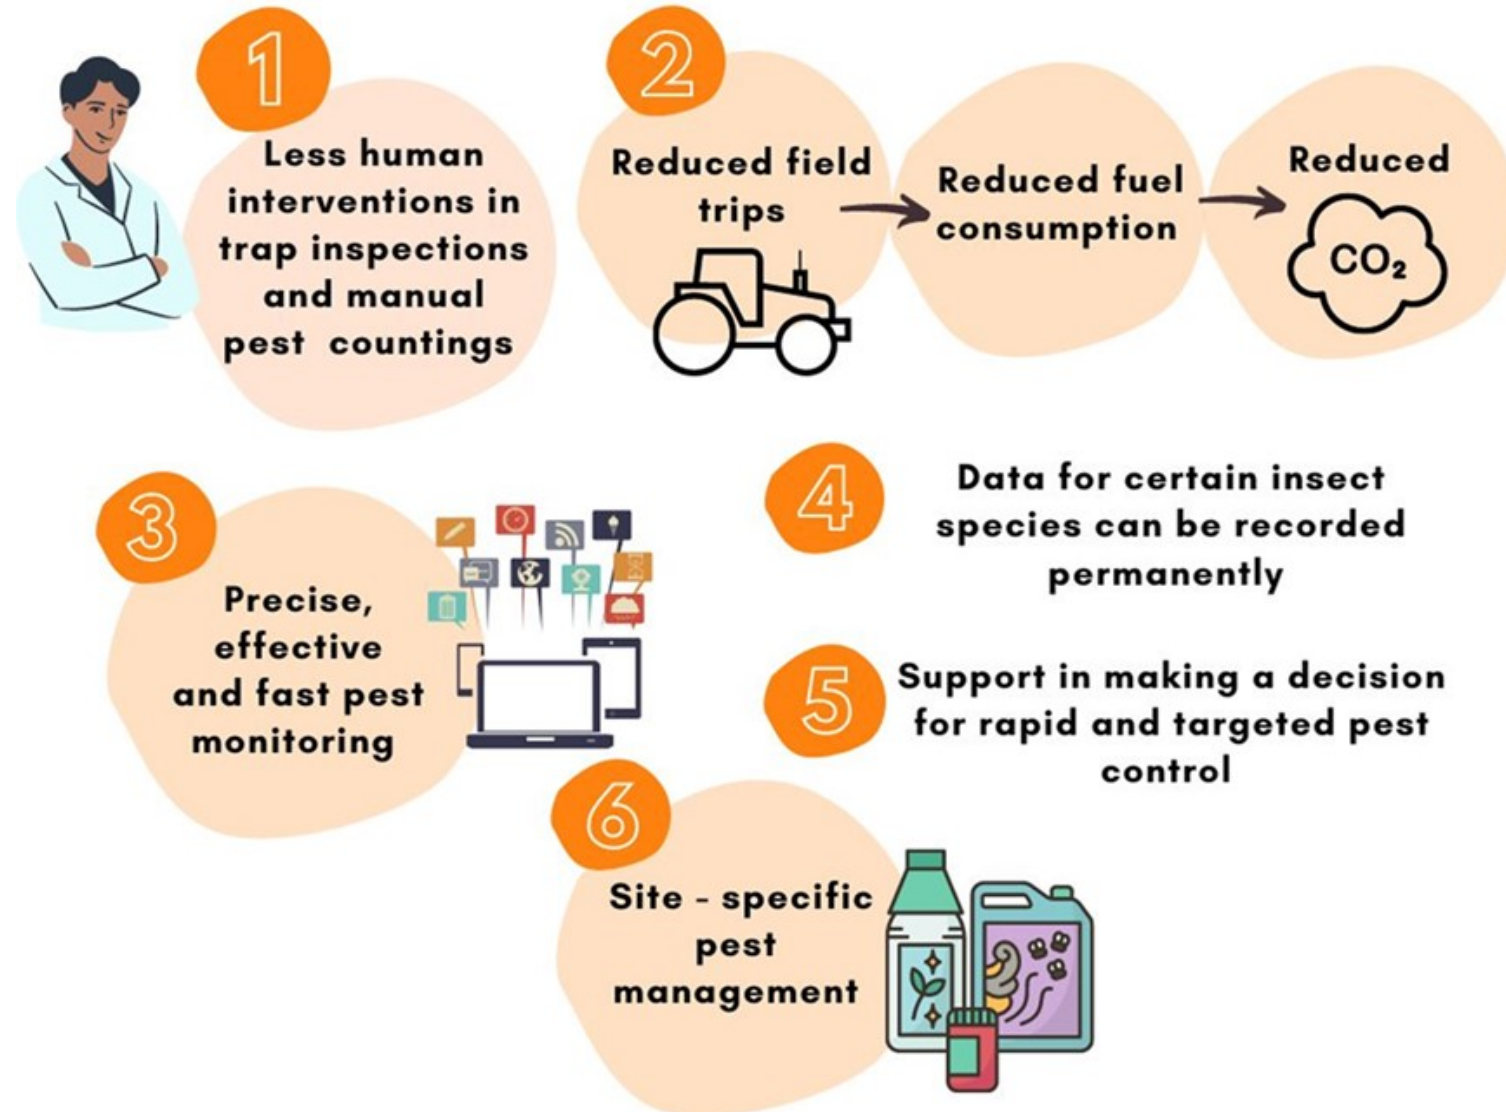 1
Less human
interventions in
trap inspections
and manual
pest countings
2
Reduced field
trips
Reduced fuel
consumption
Reduced
CO₂
3
Precise,
effective
and fast pest
monitoring
4
Data for certain insect
species can be recorded
permanently
5
Support in making a decision
for rapid and targeted pest
control
6
Site - specific
pest
management